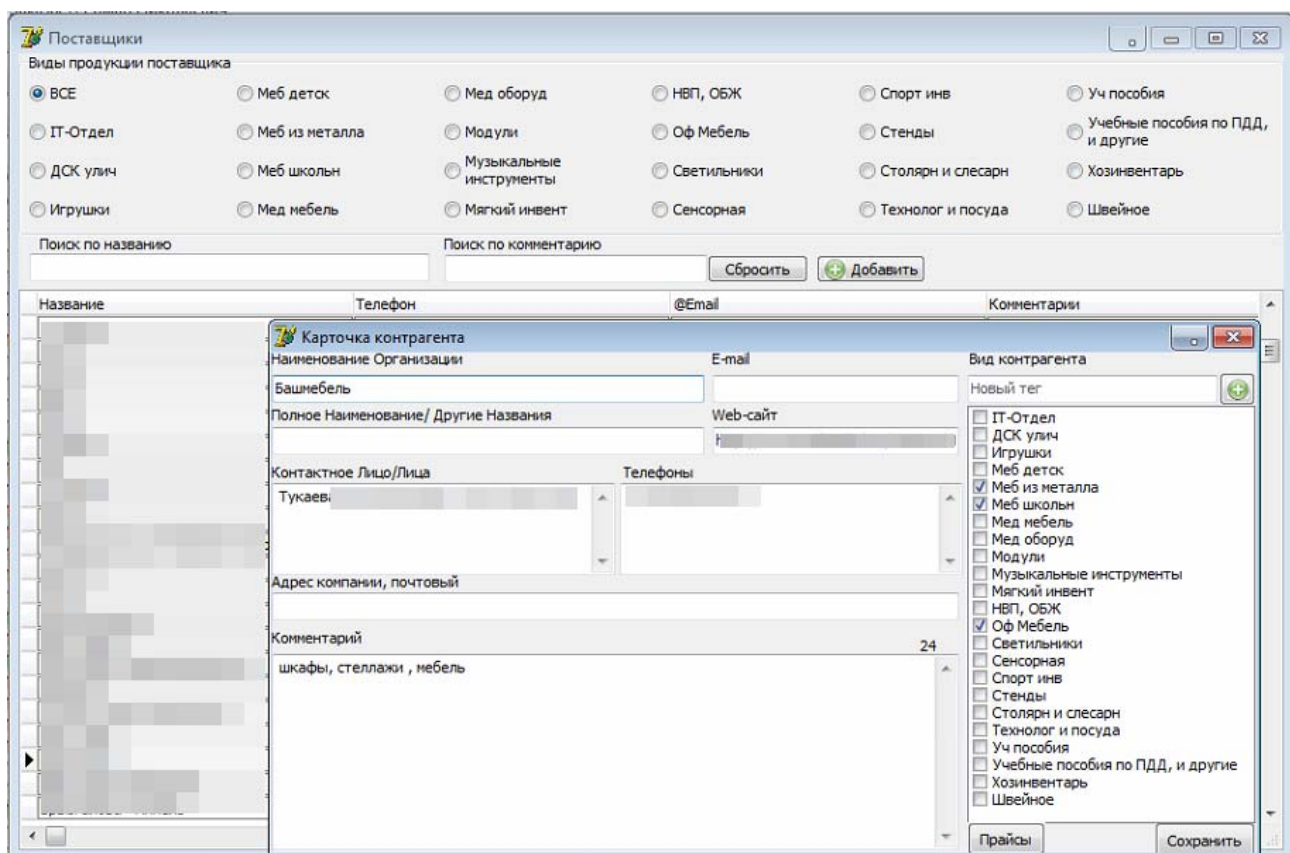 Поставщики
Виды продукции поставщика
ВСЕ
Меб детск
Мед оборуд
НВП, ОБЖ
Спорт инв
Уч пособия
IT-Отдел
Меб из металла
Модули
Оф Мебель
Стенды
Учебные пособия по ПДД,
и другие
ДСК улич
Меб школьн
Музыкальные
инструменты
Светильники
Столярн и слесарн
Хозинвентарь
Игрушки
Мед мебель
Мягкий инвент
Сенсорная
Технолог и посуда
Швейное
Поиск по названию
Поиск по комментарию
Сбросить
Добавить
Название
Телефон
@Email
Комментарии
Карточка контрагента
Наименование Организации
E-mail
Вид контрагента
Башмебель
Новый тег
Полное Наименование/ Другие Названия
Web-сайт
Контактное Лицо/Лица
Телефоны
Тукаева
Адрес компании, почтовый
Комментарий
24
шкафы, стеллажи , мебель
IT-Отдел
ДСК улич
Игрушки
Меб детск
Меб из металла
Меб школьн
Мед мебель
Мед оборуд
Модули
Музыкальные инструменты
Мягкий инвент
НВП, ОБЖ
Оф Мебель
Светильники
Сенсорная
Спорт инв
Стенды
Столярн и слесарн
Технолог и посуда
Уч пособия
Учебные пособия по ПДД, и другие
Хозинвентарь
Швейное
Прайсы
Сохранить